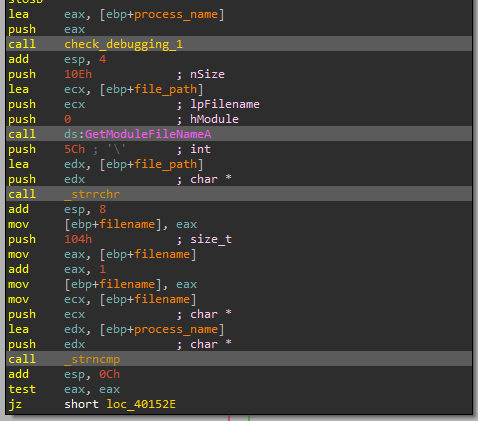 stosb
lea eax, [ebp+process_name]
push eax
call check_debugging_1
add esp, 4
push 10Eh ; nSize
lea ecx, [ebp+file_path]
push ecx ; lpFilename
push 0 ; hModule
call ds:GetModuleFileNameA
push 5Ch ; '\' ; int
lea edx, [ebp+file_path]
push edx ; char *
call _strrchr
add esp, 8
mov [ebp+filename], eax
push 104h ; size_t
mov eax, [ebp+filename]
add eax, 1
mov [ebp+filename], eax
mov ecx, [ebp+filename]
push ecx ; char *
lea edx, [ebp+process_name]
push edx ; char *
call _strncmp
add esp, 0Ch
test eax, eax
jz short loc_40152E